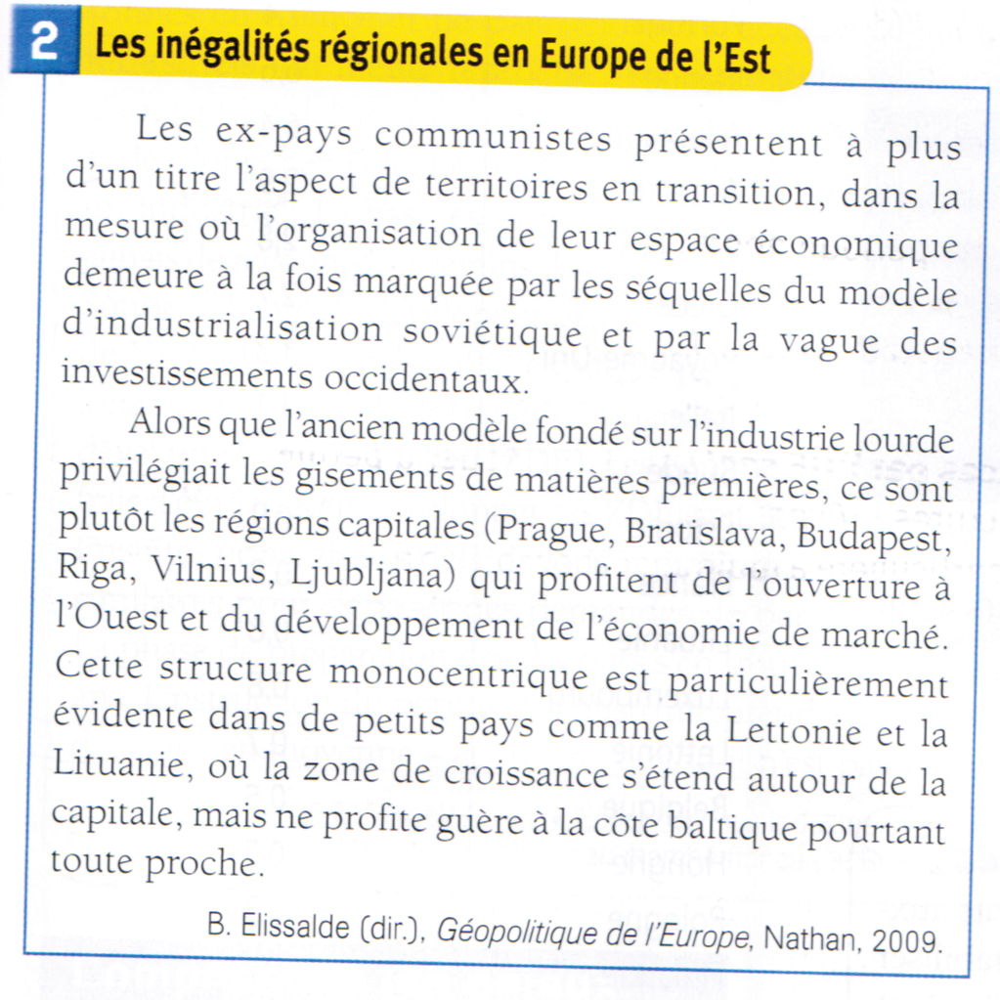 2 Les inégalités régionales en Europe de l'Est
Les ex-pays communistes présentent à plus
d'un titre l'aspect de territoires en transition, dans la
mesure où l'organisation de leur espace économique
demeure à la fois marquée par les séquelles du modèle
d'industrialisation soviétique et par la vague des
investissements occidentaux.
Alors que l'ancien modèle fondé sur l'industrie lourde
privilégiait les gisements de matières premières, ce sont
plutôt les régions capitales (Prague, Bratislava, Budapest,
Riga, Vilnius, Ljubljana) qui profitent de l'ouverture à
l'Ouest et du développement de l'économie de marché.
Cette structure monocentrique est particulièrement
évidente dans de petits pays comme la Lettonie et la
Lituanie, où la zone de croissance s'étend autour de la
capitale, mais ne profite guère à la côte baltique pourtant
toute proche.
B. Elissalde (dir.), Géopolitique de l'Europe, Nathan, 2009.